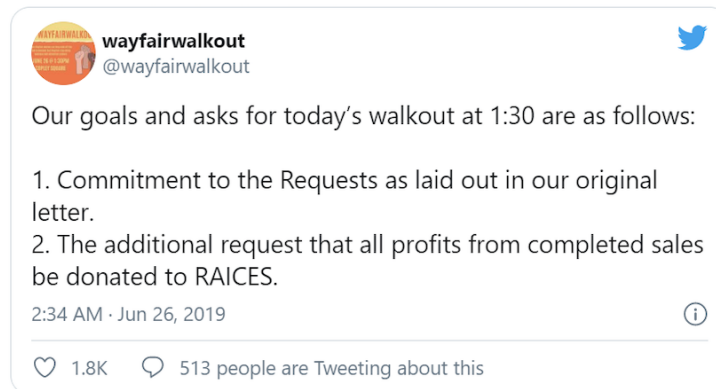 WAYFAIRWALKOU
wayfairwalkout
@wayfairwalkout
Our goals and asks for today’s walkout at 1:30 are as follows:
1. Commitment to the Requests as laid out in our original
letter.
2. The additional request that all profits from completed sales
be donated to RAICES.
2:34 AM · Jun 26, 2019
1.8K
513 people are Tweeting about this